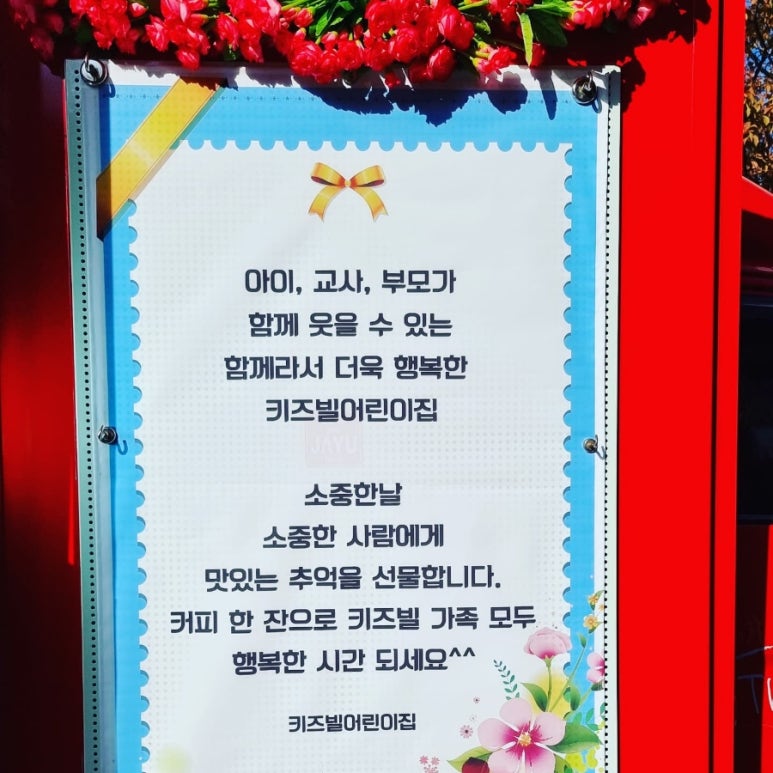 아이, 교사, 부모가
함께 웃을 수 있는
함께라서 더욱 행복한
키즈빌어린이집
JAYU
소중한날
소중한 사람에게
맛있는 추억을 선물합니다.
커피 한 잔으로 키즈빌 가족 모두
행복한 시간 되세요^^
키즈빌어린이집